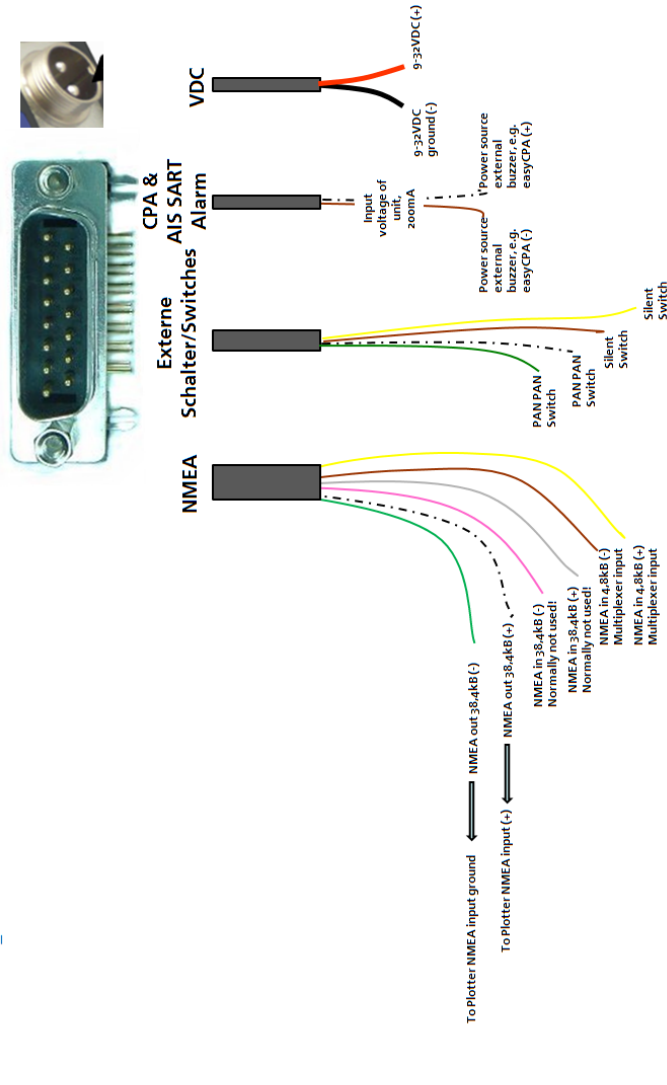 NMEA
Externe
Schalter/Switches
CPA &
AIS SART
Alarm
VDC
9-32VDC (+)
9-32VDC
ground (-)
Input
voltage of
unit,
200mA
Power source
external
buzzer, e.g.
easyCPA (-)
Power source
external
buzzer, e.g.
easyCPA (+)
PAN PAN
Switch
PAN PAN
Switch
Silent
Switch
Silent
Switch
To Plotter NMEA input ground
NMEA out 38,4kB (-)
To Plotter NMEA input (+)
NMEA out 38,4kB (+)
NMEA in 38,4kB (-)
Normally not used!
NMEA in 38,4kB (+)
Normally not used!
NMEA in 4,8kB (-)
Multiplexer input
NMEA in 4,8kB (+)
Multiplexer input